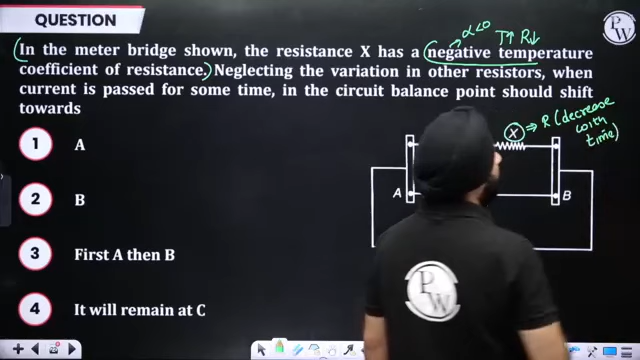 QUESTION
α<0
T↑ R↓
In the meter bridge shown, the resistance X has a negative temperature
coefficient of resistance. Neglecting the variation in other resistors, when
current is passed for some time, in the circuit balance point should shift
towards
1 A
2 B
3 First A then B
4 It will remain at C
X ⇒ R (decrease
with
time)
A
B
PW
PW